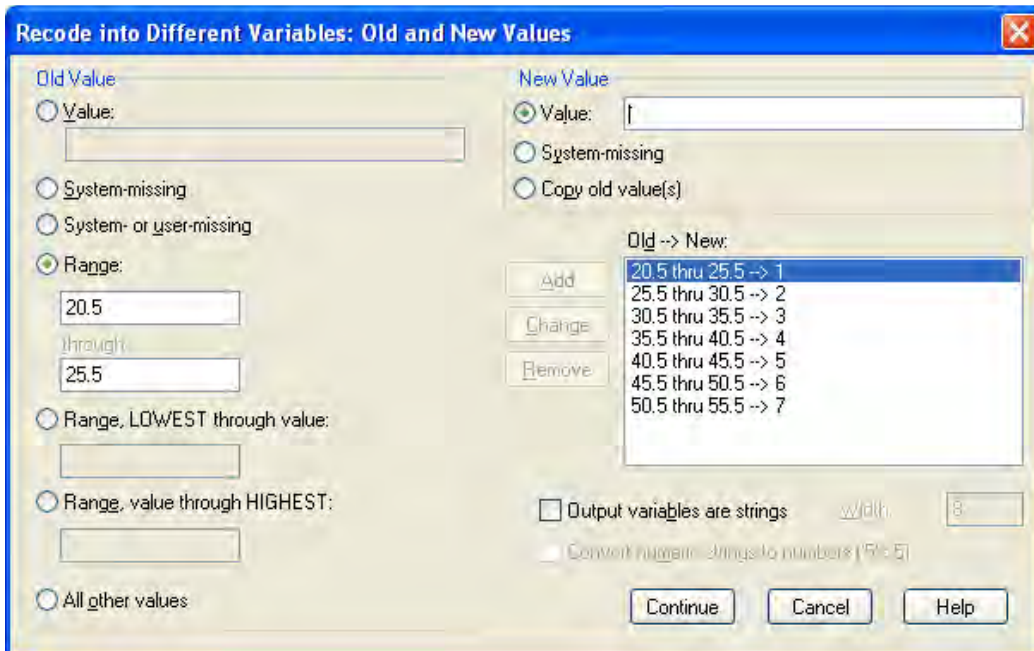 Recode into Different Variables: Old and New Values
Old Value
Value:
System-missing
System- or user-missing
Range:
20.5
through
25.5
Range, LOWEST through value:
Range, value through HIGHEST:
All other values
New Value
Value:
System-missing
Copy old value(s)
Old --> New:
Add
Change
Remove
20.5 thru 25.5 --> 1
25.5 thru 30.5 --> 2
30.5 thru 35.5 --> 3
35.5 thru 40.5 --> 4
40.5 thru 45.5 --> 5
45.5 thru 50.5 --> 6
50.5 thru 55.5 --> 7
Output variables are strings
Width:
8
Convert numeric strings to numbers ('5'->5)
Continue
Cancel
Help